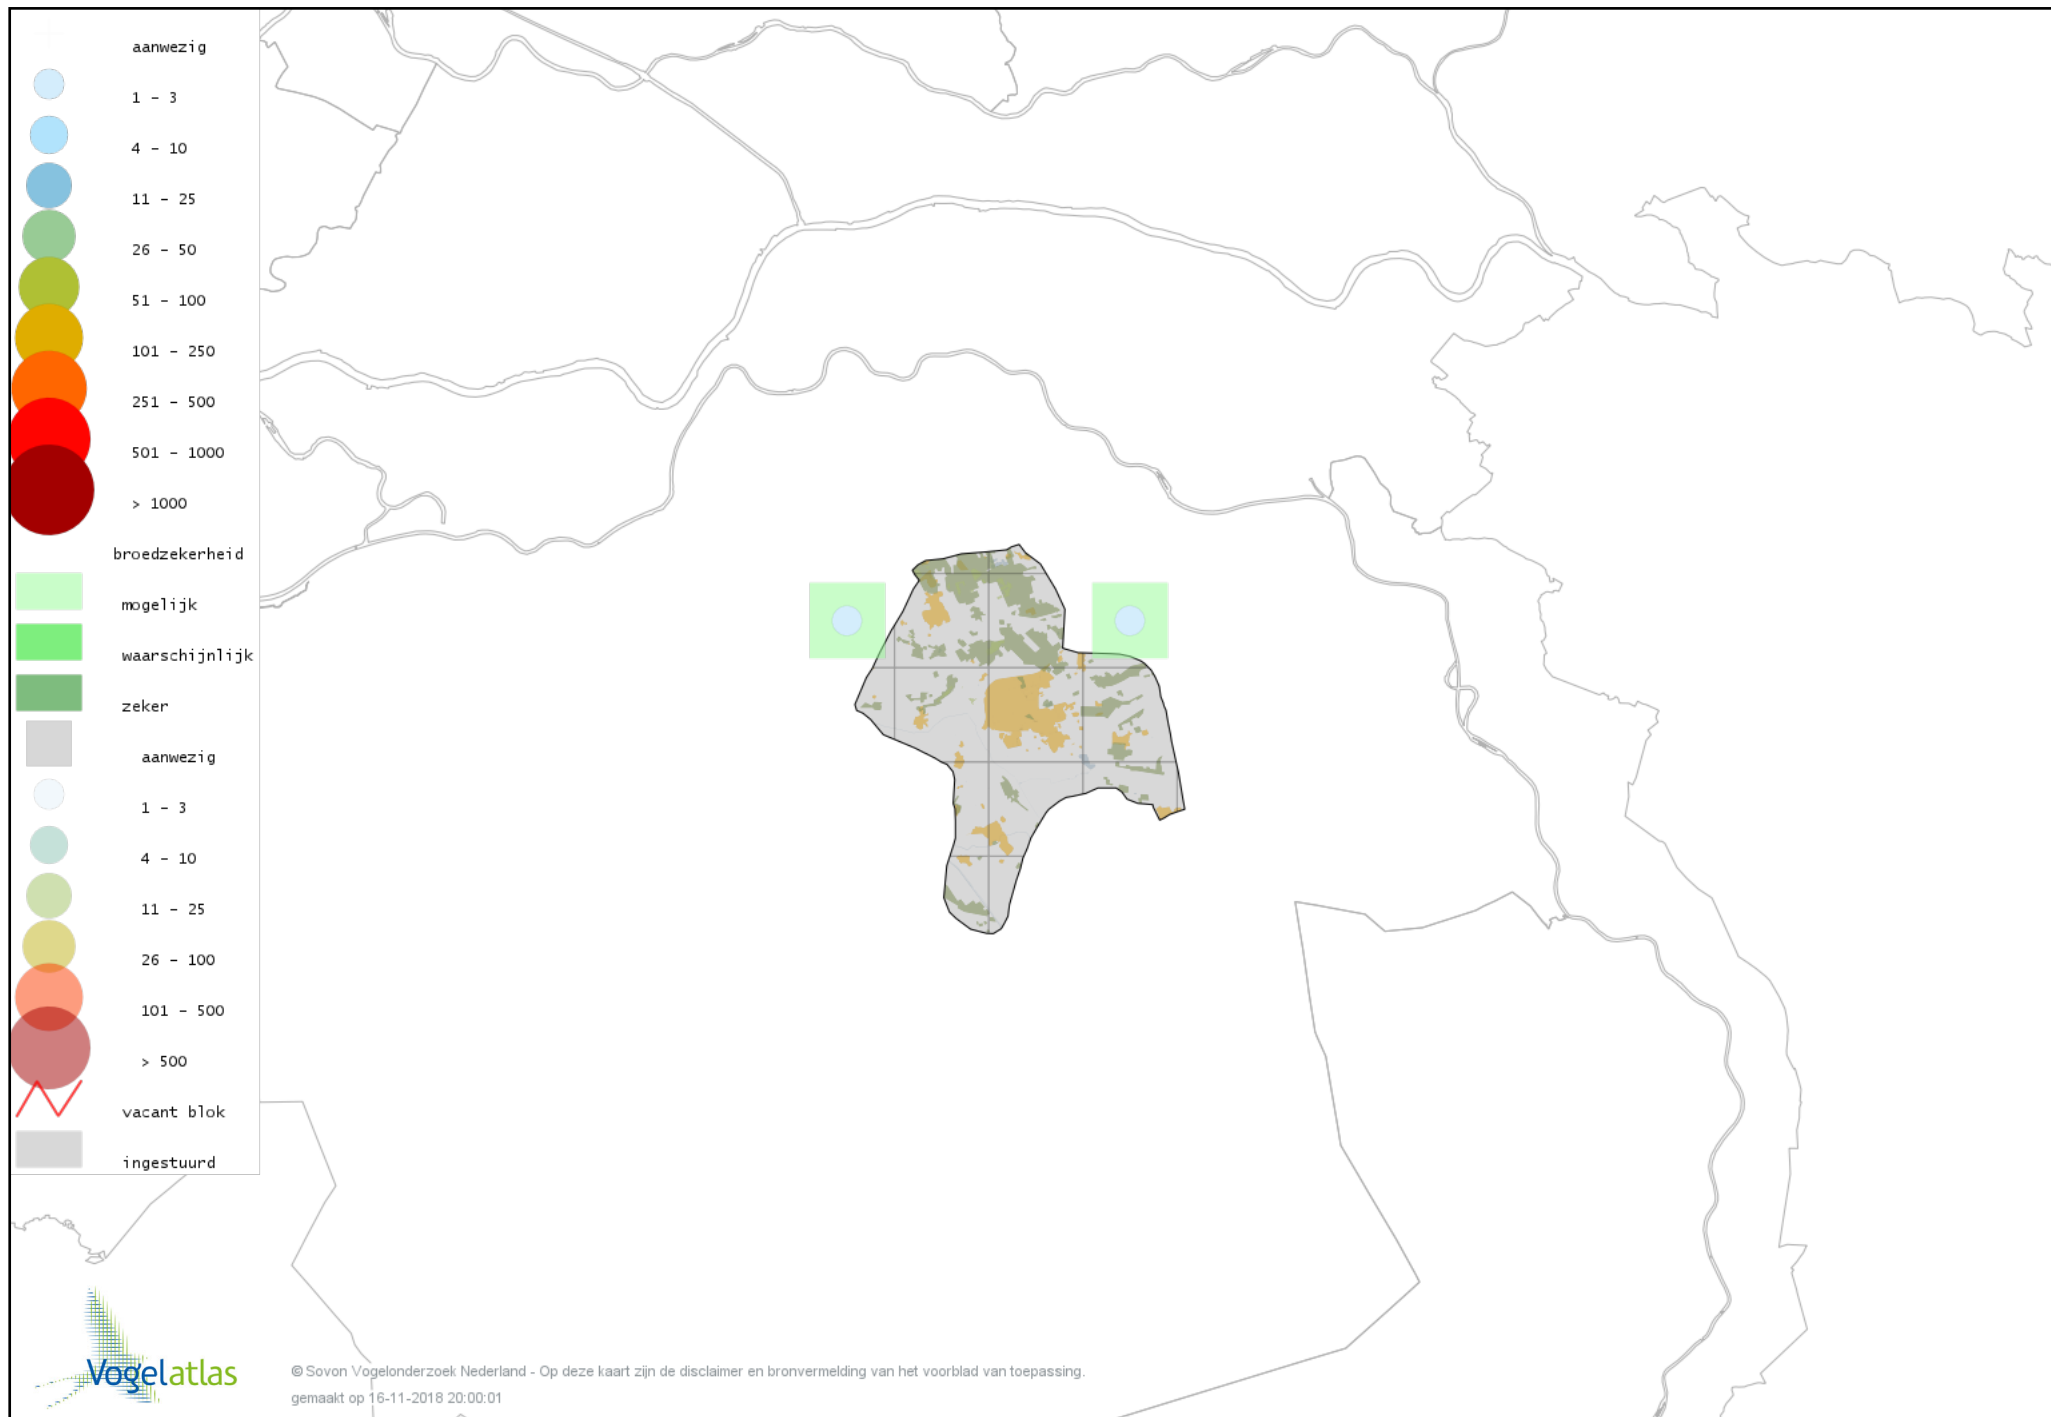 aanwezig
1 - 3
4 - 10
11 - 25
26 - 50
51 - 100
101 - 250
251 - 500
501 - 1000
> 1000
broedzekerheid
mogelijk
waarschijnlijk
zeker
aanwezig
1 - 3
4 - 10
11 - 25
26 - 100
101 - 500
> 500
vacant blok
ingestuurd
Vogelatlas
© Sovon Vogelonderzoek Nederland - Op deze kaart zijn de disclaimer en bronvermelding van het voorblad van toepassing.
gemaakt op 16-11-2018 20:00:01